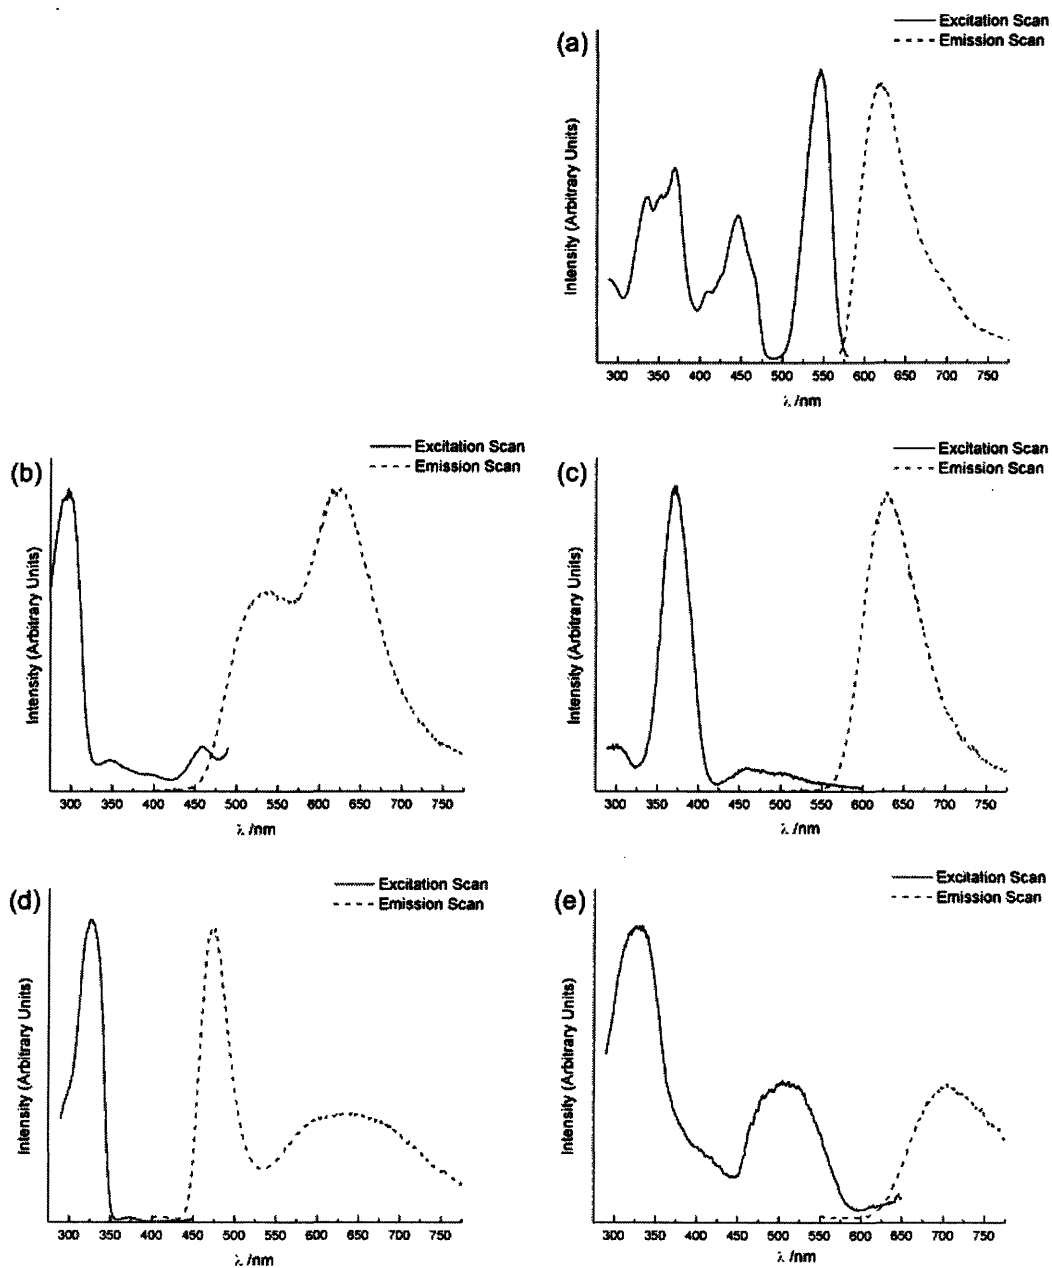 Excitation Scan
Emission Scan
(a)
Intensity (Arbitrary Units)
300 350 400 450 500 550 600 650 700 750
λ /nm
Excitation Scan
Emission Scan
(b)
Intensity (Arbitrary Units)
300 350 400 450 500 550 600 650 700 750
λ /nm
Excitation Scan
Emission Scan
(c)
Intensity (Arbitrary Units)
300 350 400 450 500 550 600 650 700 750
λ /nm
Excitation Scan
Emission Scan
(d)
Intensity (Arbitrary Units)
300 350 400 450 500 550 600 650 700 750
λ /nm
Excitation Scan
Emission Scan
(e)
Intensity (Arbitrary Units)
300 350 400 450 500 550 600 650 700 750
λ /nm